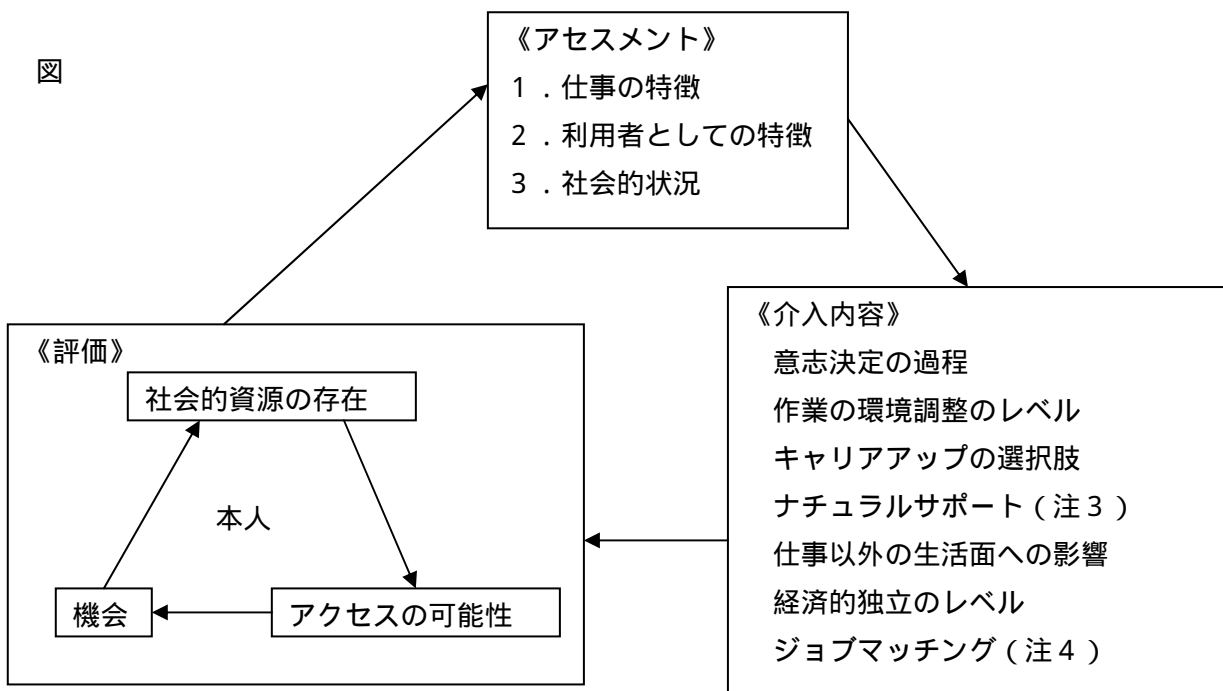 図
《アセスメント》
１．仕事の特徴
２．利用者としての特徴
３．社会的状況
《評価》
社会的資源の存在
本人
機会
アクセスの可能性
《介入内容》
意志決定の過程
作業の環境調整のレベル
キャリアアップの選択肢
ナチュラルサポート（注３）
仕事以外の生活面への影響
経済的独立のレベル
ジョブマッチング（注４）